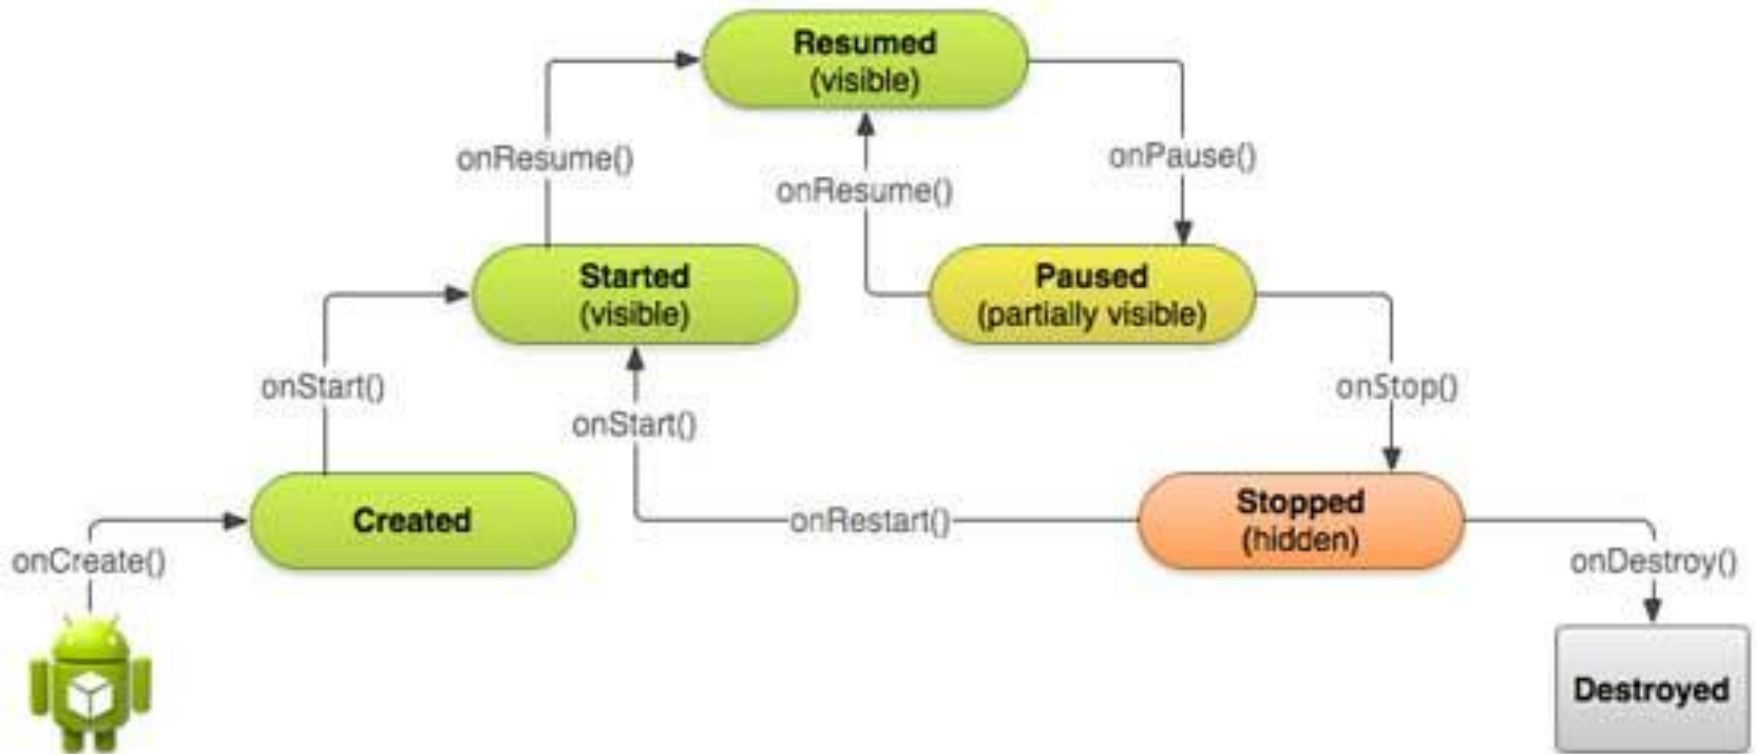 Resumed
(visible)
onResume()
onPause()
onResume()
Started
(visible)
Paused
(partially visible)
onStart()
onStop()
onStart()
Created
onRestart()
Stopped
(hidden)
onCreate()
onDestroy()
Destroyed